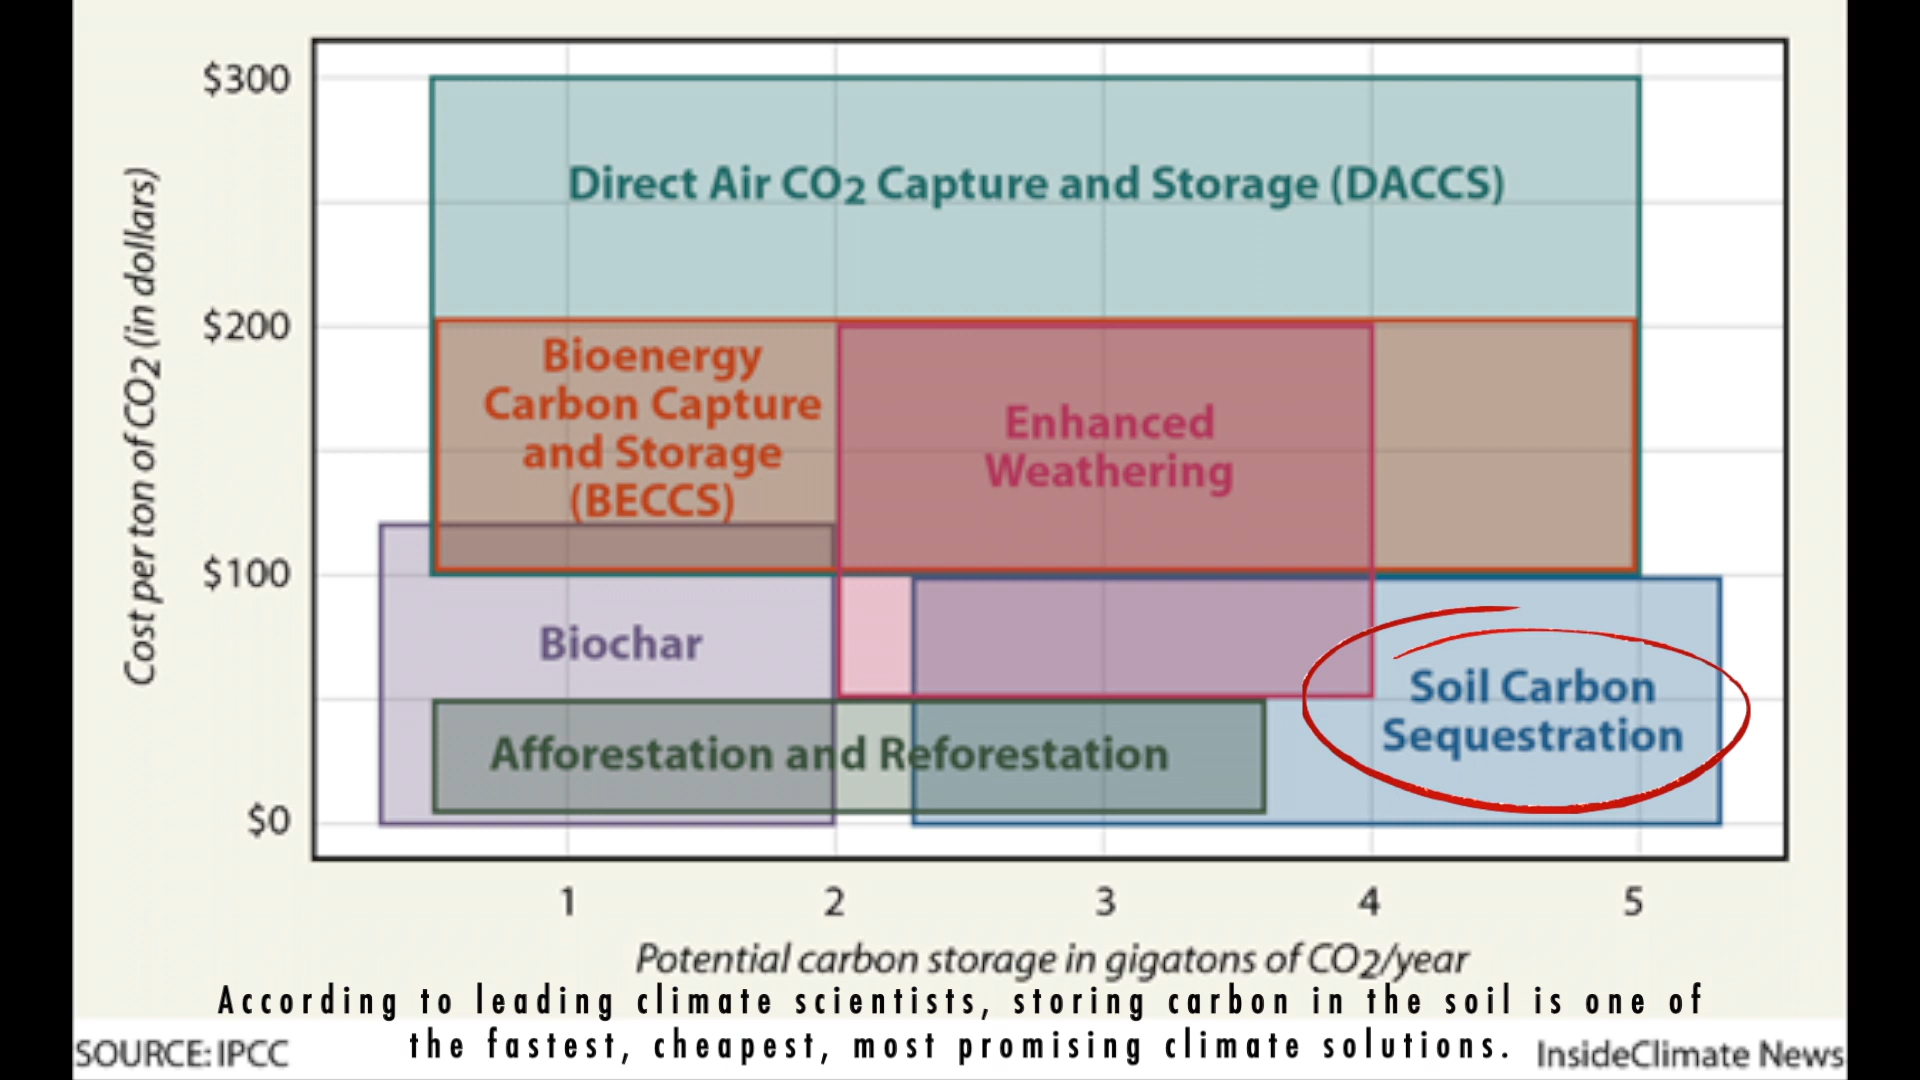 $300
$200
$100
$0
Cost per ton of CO2 (in dollars)
Direct Air CO2 Capture and Storage (DACCS)
Bioenergy
Carbon Capture
and Storage
(BECCS)
Enhanced
Weathering
Biochar
Soil Carbon
Sequestration
Afforestation and Reforestation
1 2 3 4 5
Potential carbon storage in gigatons of CO2/year
According to leading climate scientists, storing carbon in the soil is one of
the fastest, cheapest, most promising climate solutions.
SOURCE: IPCC
InsideClimate News